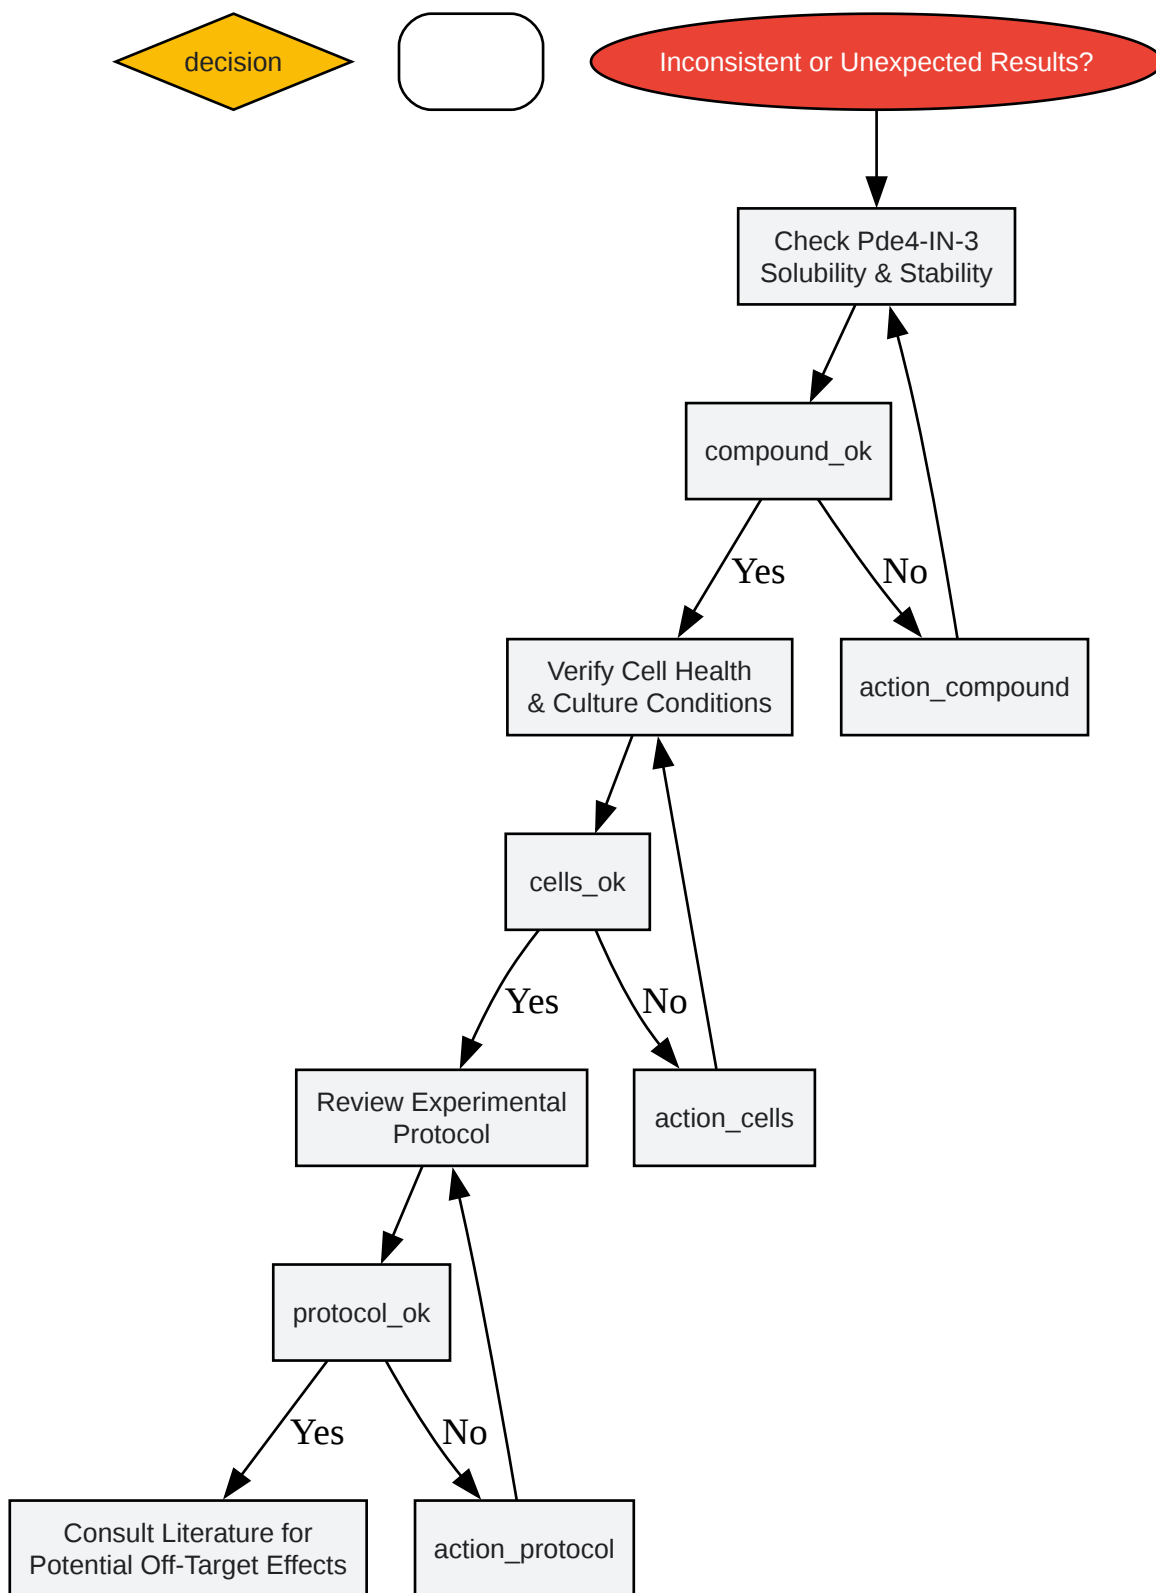 decision
Inconsistent or Unexpected Results?
Check Pde4-IN-3
Solubility & Stability
compound_ok
Yes
No
Verify Cell Health
& Culture Conditions
action_compound
cells_ok
Yes
No
Review Experimental
Protocol
action_cells
protocol_ok
Yes
No
Consult Literature for
Potential Off-Target Effects
action_protocol